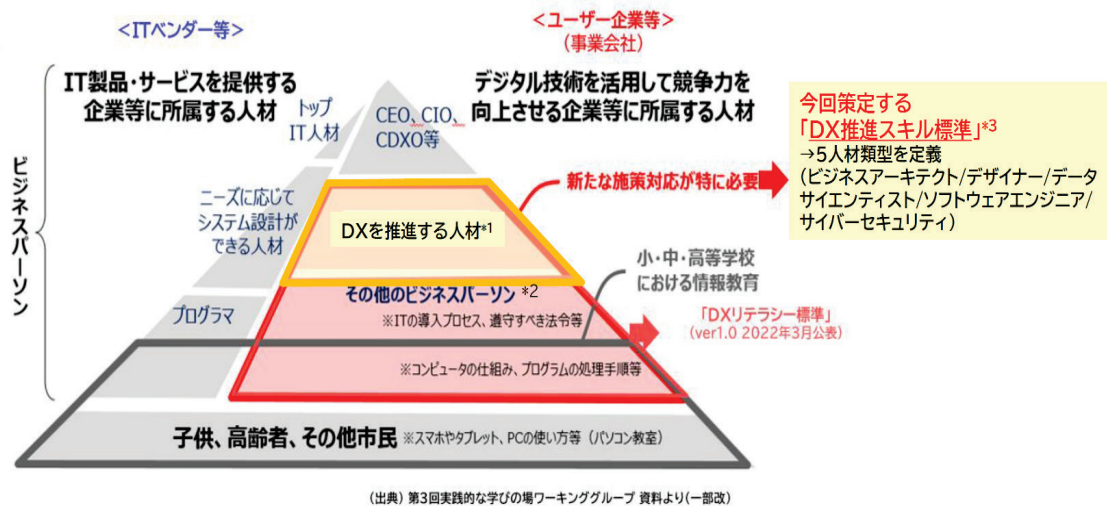 <ITベンダー等>
IT製品・サービスを提供する
企業等に所属する人材
<ユーザー企業等>
(事業会社)
デジタル技術を活用して競争力を
向上させる企業等に所属する人材
ビジネスパーソン
トップ
IT人材
CEO、CIO、
CDXO等
ニーズに応じて
システム設計が
できる人材
プログラマ
DXを推進する人材*1
新たな施策対応が特に必要
今回策定する
「DX推進スキル標準」*3
→5人材類型を定義
(ビジネスアーキテクト/デザイナー/データ
サイエンティスト/ソフトウェアエンジニア/
サイバーセキュリティ)
その他のビジネスパーソン *2
※ITの導入プロセス、遵守すべき法令等
小・中・高等学校
における情報教育
「DXリテラシー標準」
(ver1.0 2022年3月公表)
※コンピュータの仕組み、プログラムの処理手順等
子供、高齢者、その他市民 ※スマホやタブレット、PCの使い方等（パソコン教室）
(出典) 第3回実践的な学びの場ワーキンググループ 資料より(一部改)